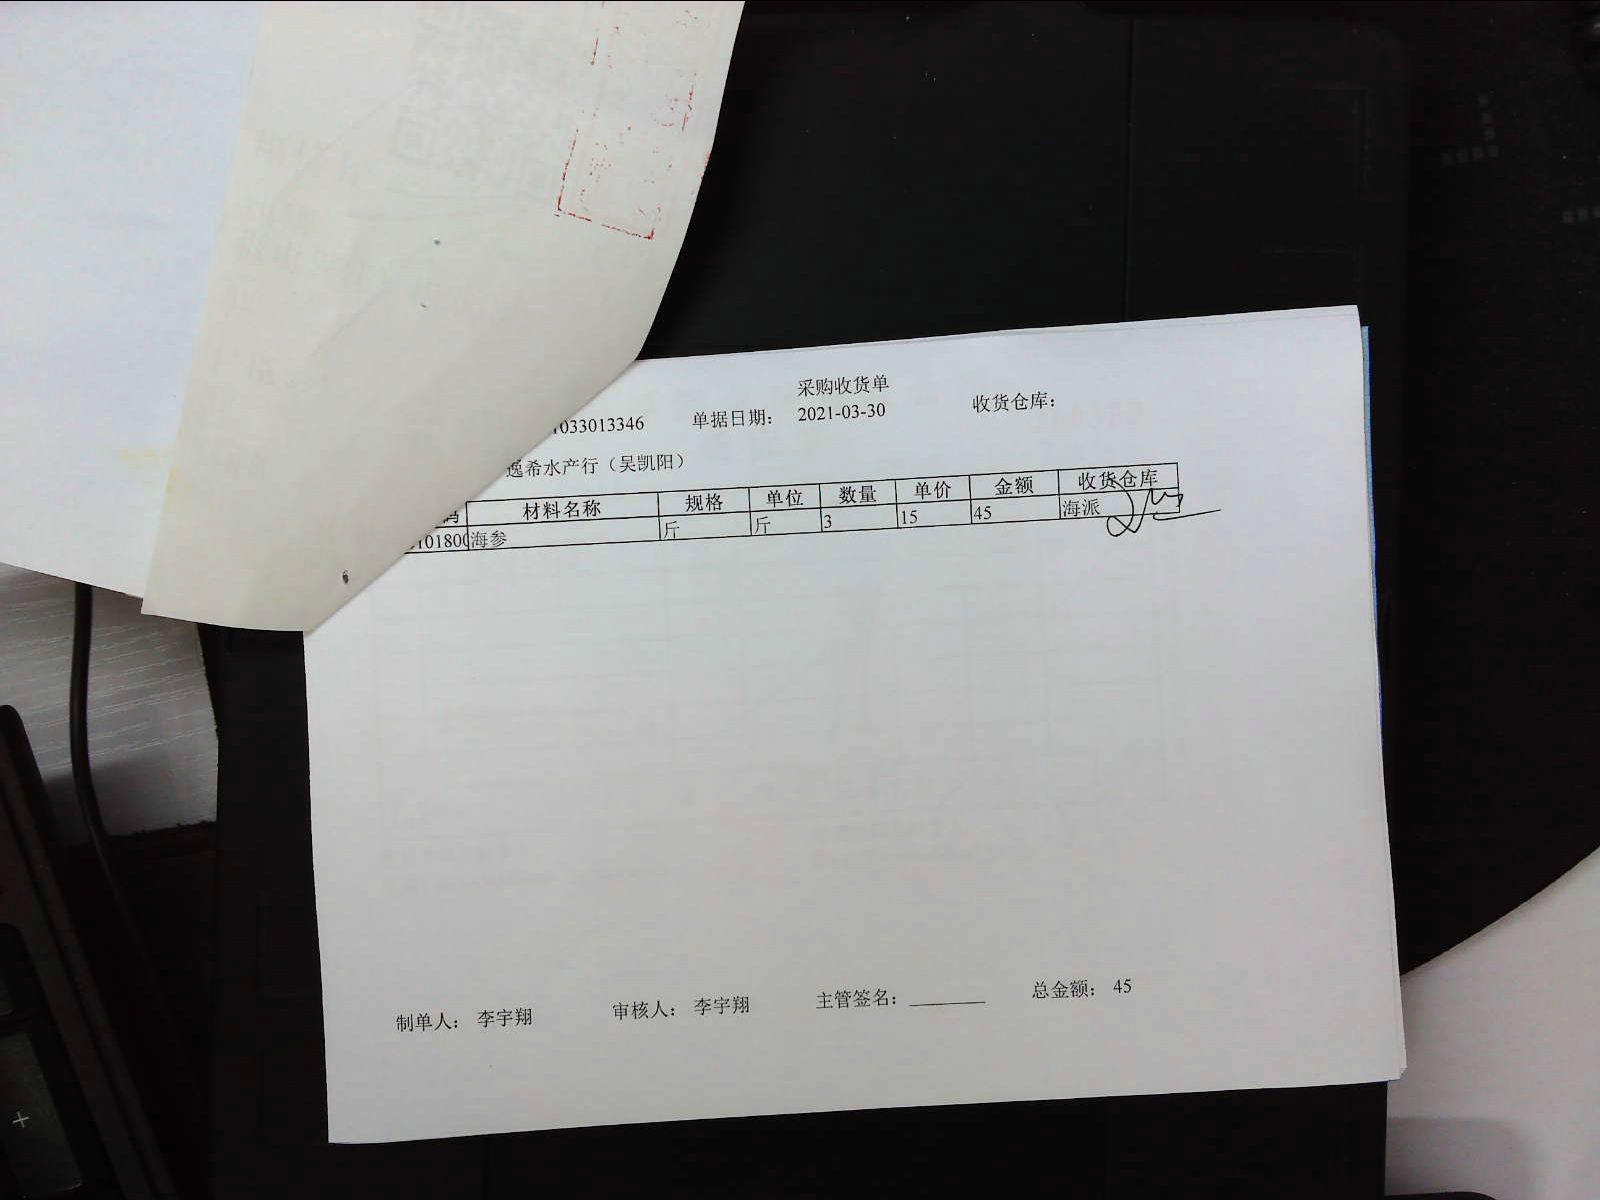 采购收货单
1033013346 单据日期： 2021-03-30 收货仓库：
逸希水产行（吴凯阳）
码 材料名称 规格 单位 数量 单价 金额 收货仓库
101800 海参 斤 斤 3 15 45 海派
制单人： 李宇翔 审核人： 李宇翔 主管签名： ________ 总金额： 45